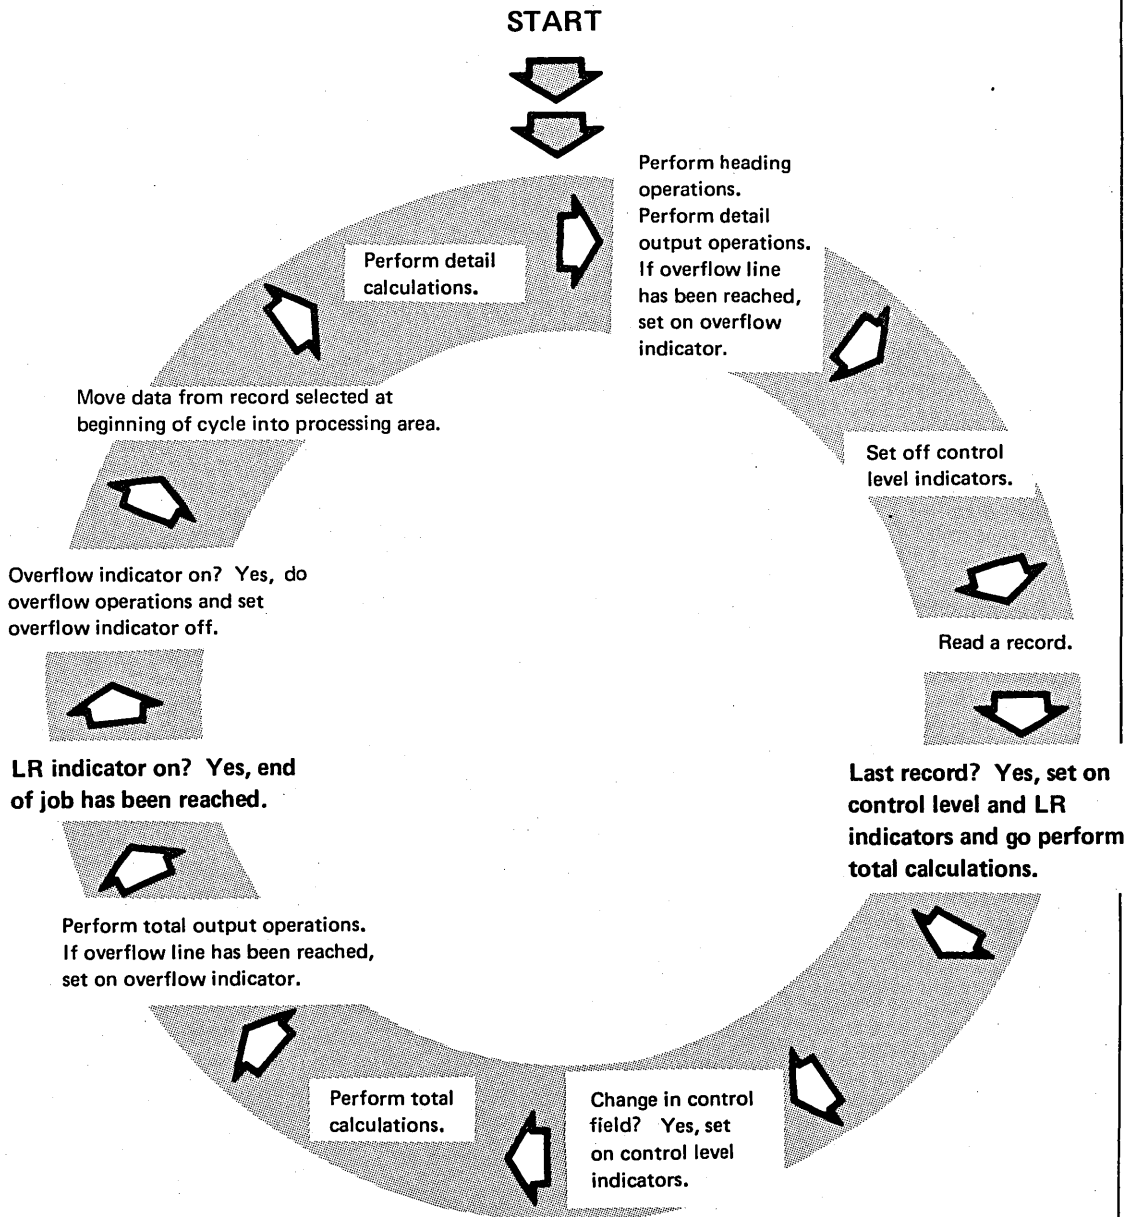 START
Perform heading
operations.
Perform detail
output operations.
If overflow line
has been reached,
set on overflow
indicator.
Set off control
level indicators.
Read a record.
Last record? Yes, set on
control level and LR
indicators and go perform
total calculations.
Change in control
field? Yes, set
on control level
indicators.
Perform total
calculations.
Perform total output operations.
If overflow line has been reached,
set on overflow indicator.
LR indicator on? Yes, end
of job has been reached.
Overflow indicator on? Yes, do
overflow operations and set
overflow indicator off.
Move data from record selected at
beginning of cycle into processing area.
Perform detail
calculations.